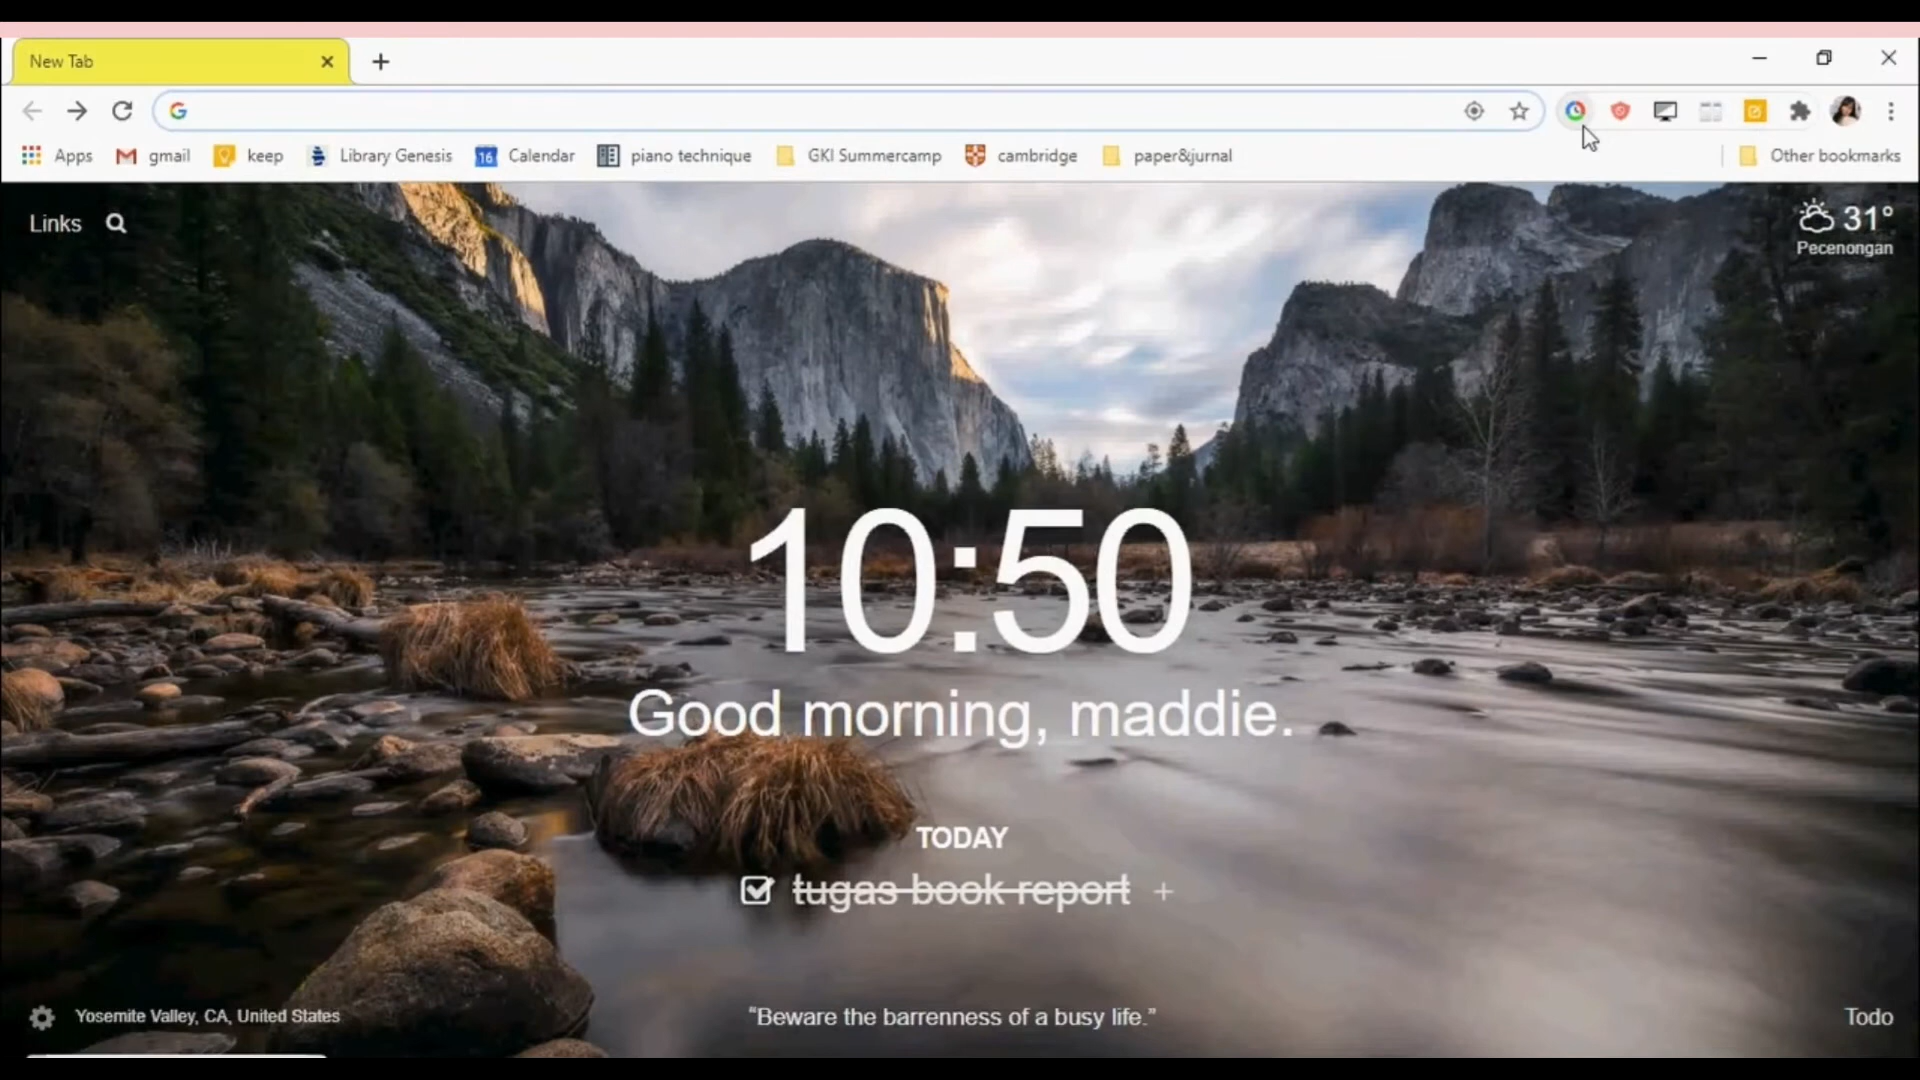 New Tab
Apps gmail keep Library Genesis 16 Calendar piano technique GKI Summercamp cambridge paper&jurnal Other bookmarks
Links 31°
Pecenongan
10:50
Good morning, maddie.
TODAY
tugas book report +
Yosemite Valley, CA, United States "Beware the barrenness of a busy life." Todo